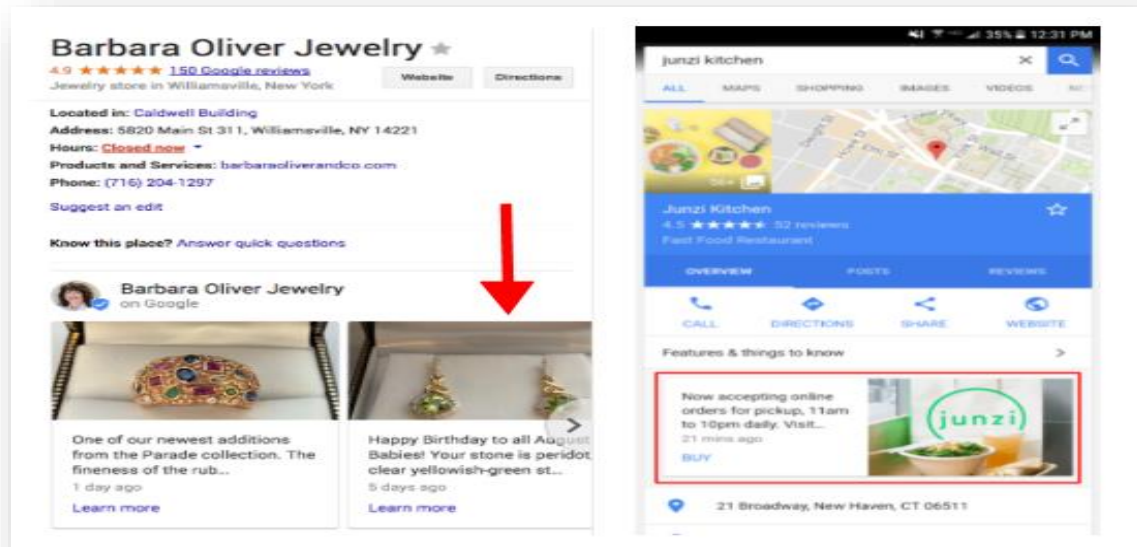 Barbara Oliver Jewelry
4.9 150 Google reviews
Jewelry store in Williamsville, New York
Website
Directions
Located in: Caldwell Building
Address: 5820 Main St 311, Williamsville, NY 14221
Hours: Closed now
Products and Services: barbaraoliverandco.com
Phone: (716) 204-1297
Suggest an edit
Know this place? Answer quick questions
Barbara Oliver Jewelry
on Google
One of our newest additions
from the Parade collection. The
fineness of the rub...
1 day ago
Learn more
Happy Birthday to all August
Babies! Your stone is peridot
clear yellowish-green st...
5 days ago
Learn more
35% 12:31 PM
junzi kitchen
ALL MAPS SHOPPING IMAGES VIDEOS
Elm St
Wall St
Junzi Kitchen
4.5 52 reviews
Fast Food Restaurant
OVERVIEW POSTS REVIEWS
CALL DIRECTIONS SHARE WEBSITE
Features & things to know
Now accepting online
orders for pickup, 11am
to 10pm daily. Visit...
21 mins ago
BUY
junzi
21 Broadway, New Haven, CT 06511